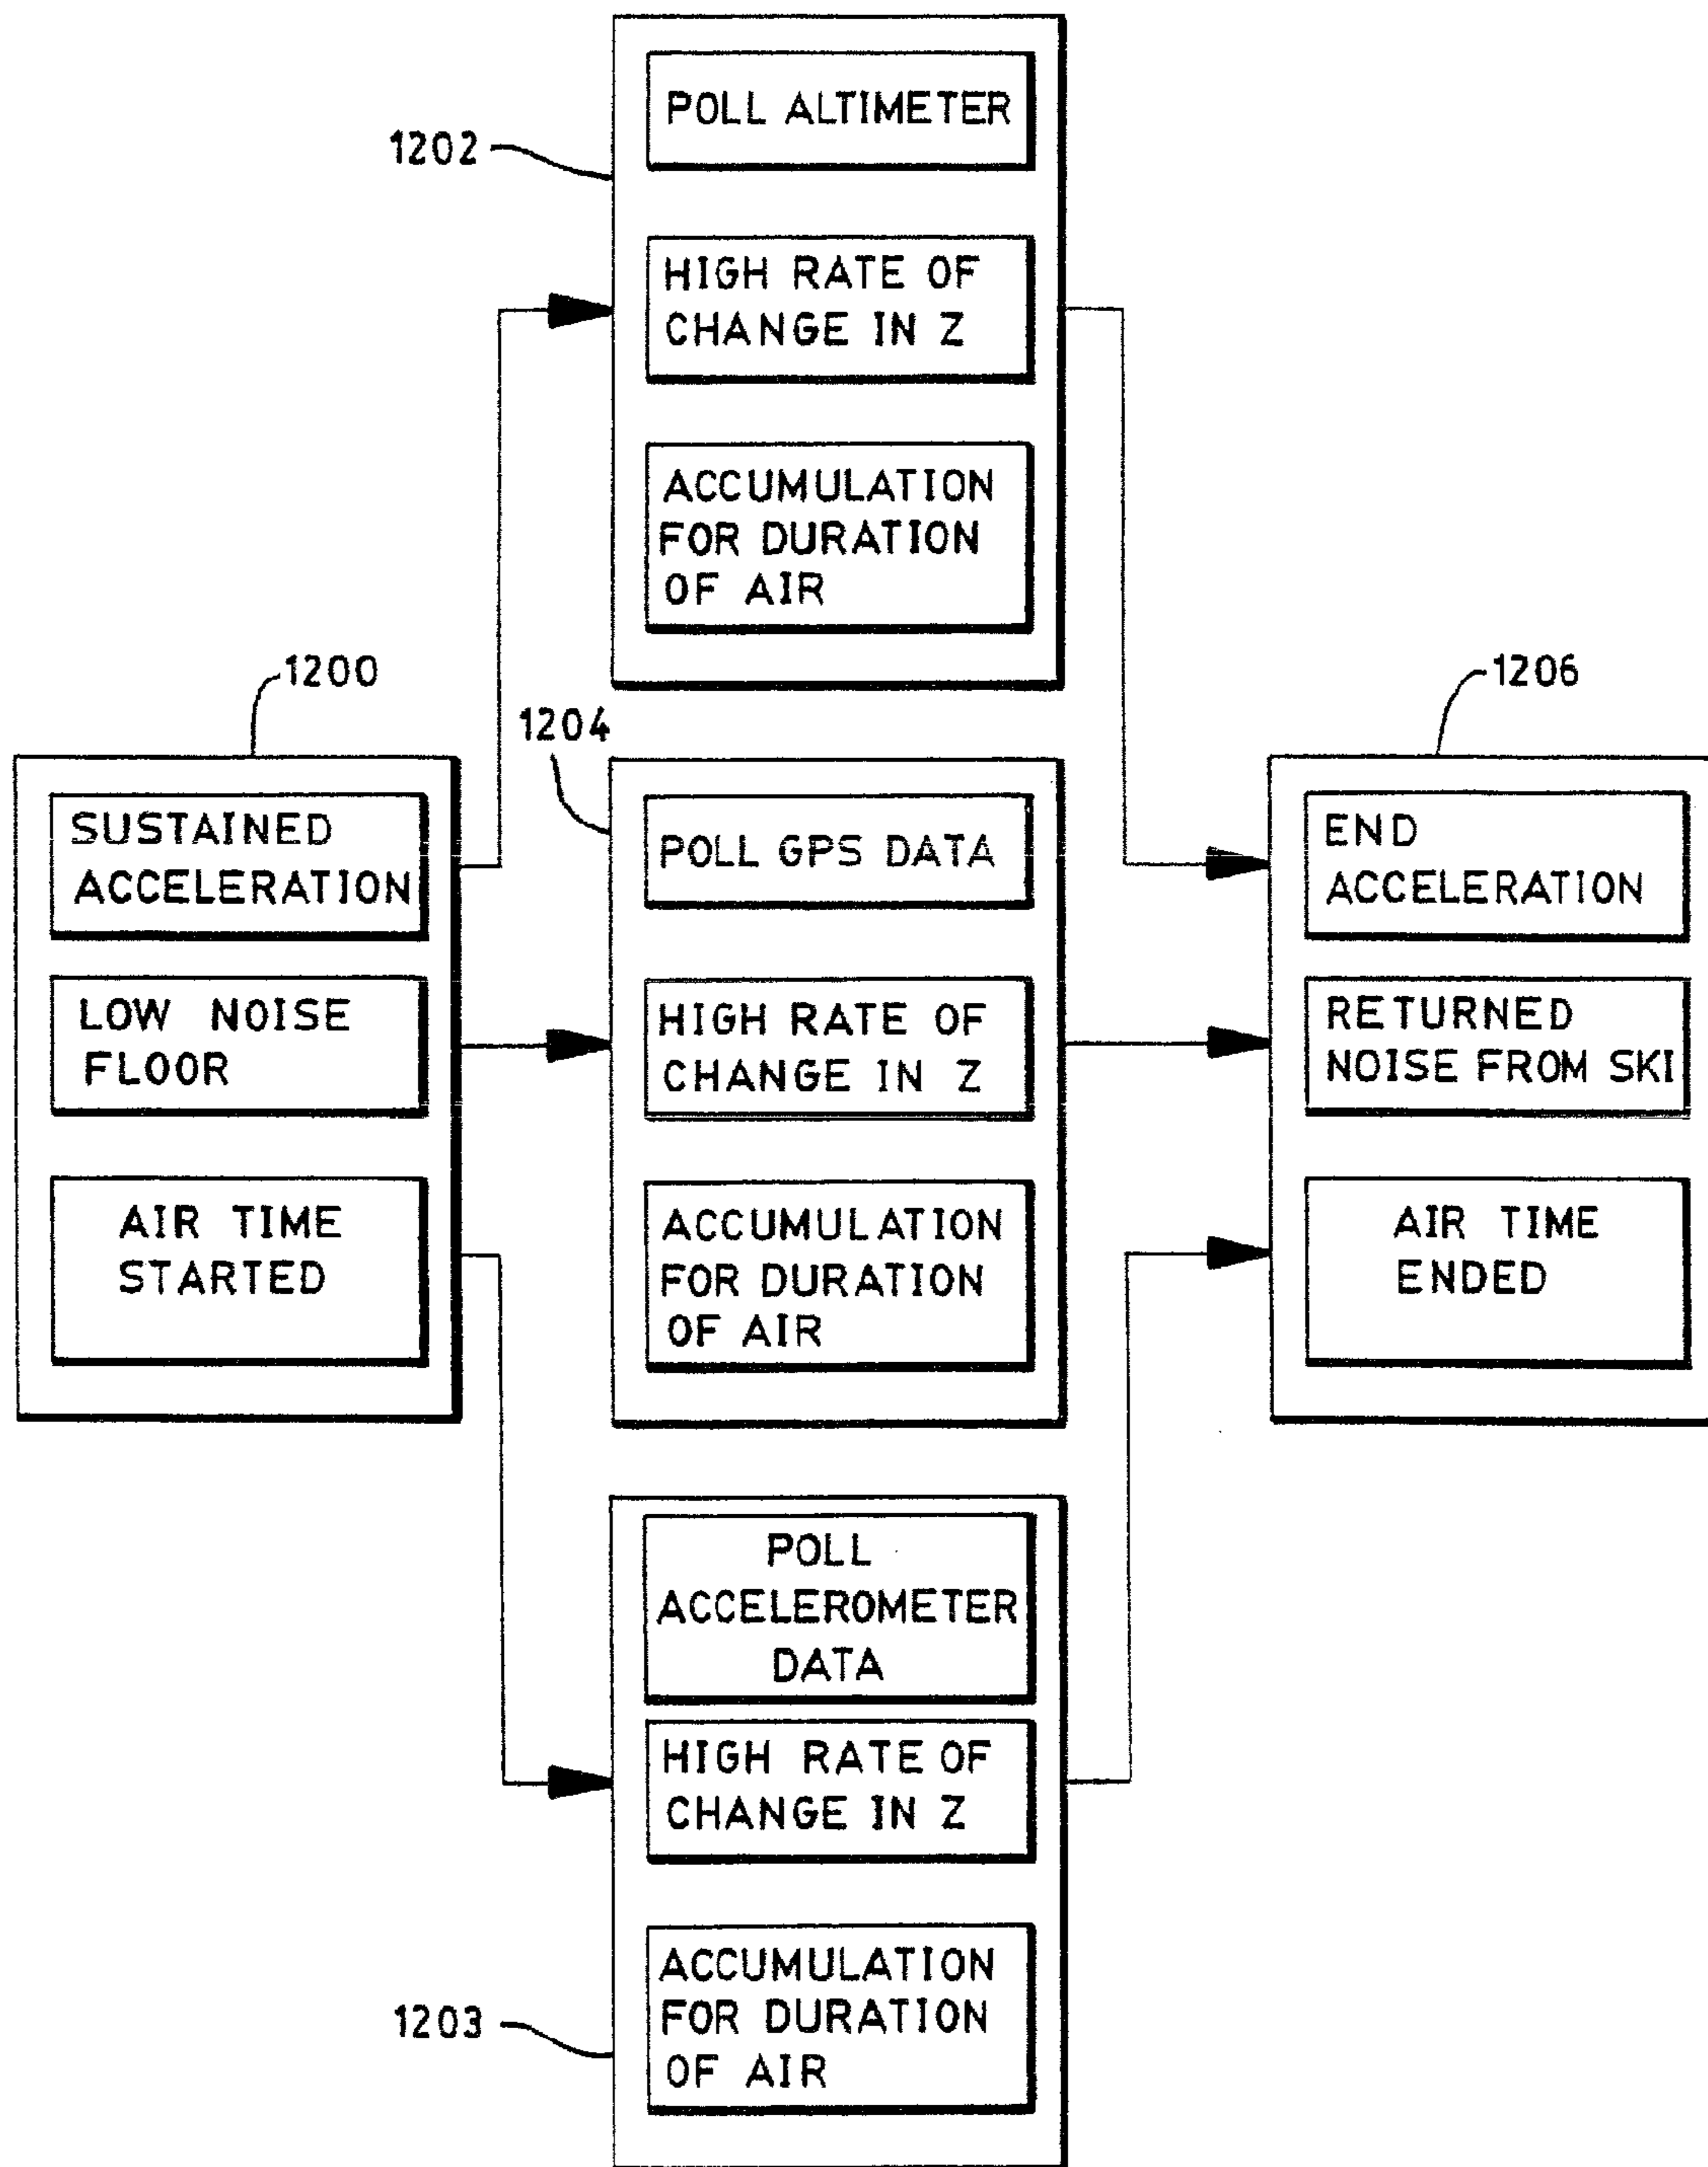 1202
POLL ALTIMETER
HIGH RATE OF
CHANGE IN Z
ACCUMULATION
FOR DURATION
OF AIR
1200
SUSTAINED
ACCELERATION
LOW NOISE
FLOOR
AIR TIME
STARTED
1204
POLL GPS DATA
HIGH RATE OF
CHANGE IN Z
ACCUMULATION
FOR DURATION
OF AIR
1206
END
ACCELERATION
RETURNED
NOISE FROM SKI
AIR TIME
ENDED
POLL
ACCELEROMETER
DATA
HIGH RATE OF
CHANGE IN Z
ACCUMULATION
FOR DURATION
OF AIR
1203